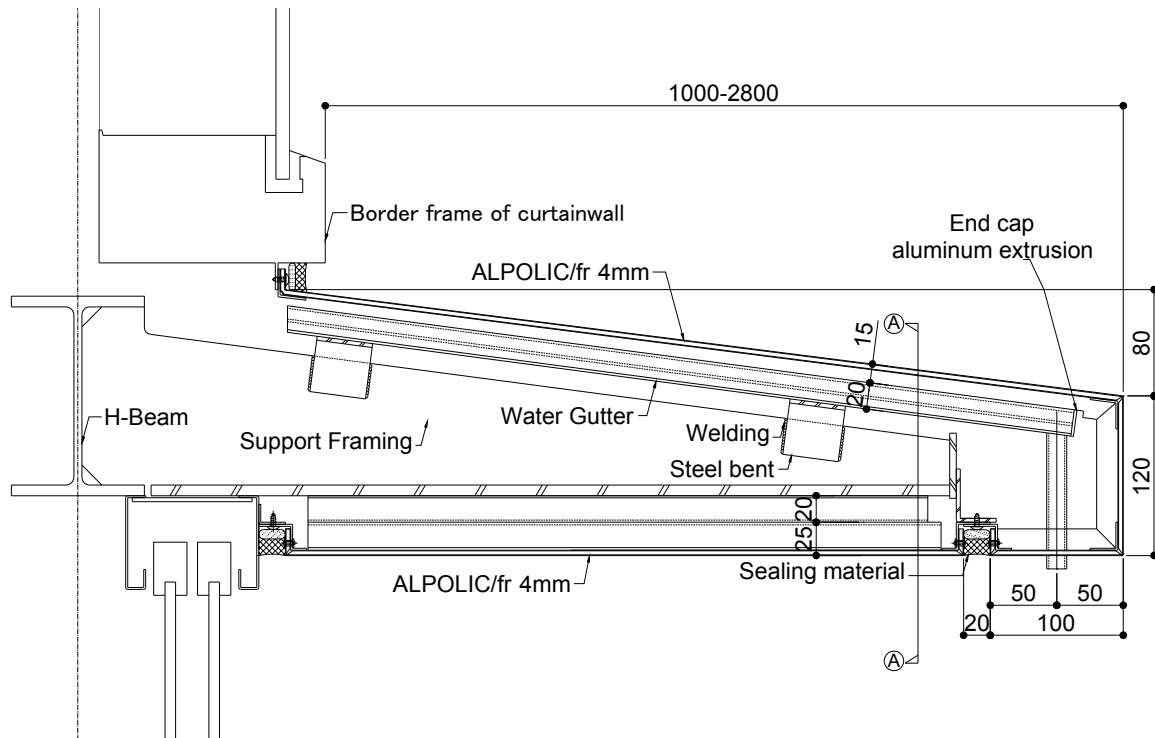 1000-2800
Border frame of curtainwall
End cap
aluminum extrusion
ALPOLIC/fr 4mm
A
15
80
20
H-Beam
Support Framing
Water Gutter
Welding
Steel bent
120
20
25
ALPOLIC/fr 4mm
Sealing material
50
50
20
100
A